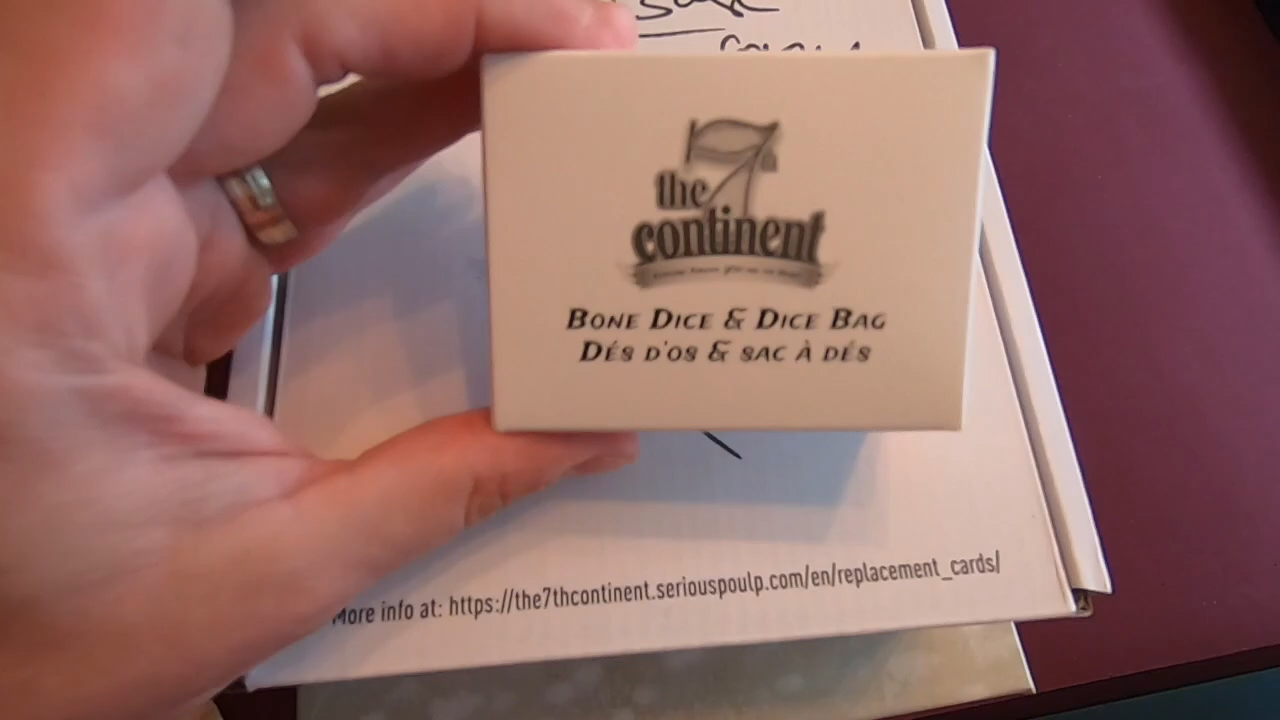 the 7
continent
BONE DICE & DICE BAG
DÉS D'OS & SAC À DÉS
More info at: https://the7thcontinent.seriouspoulp.com/en/replacement_cards/